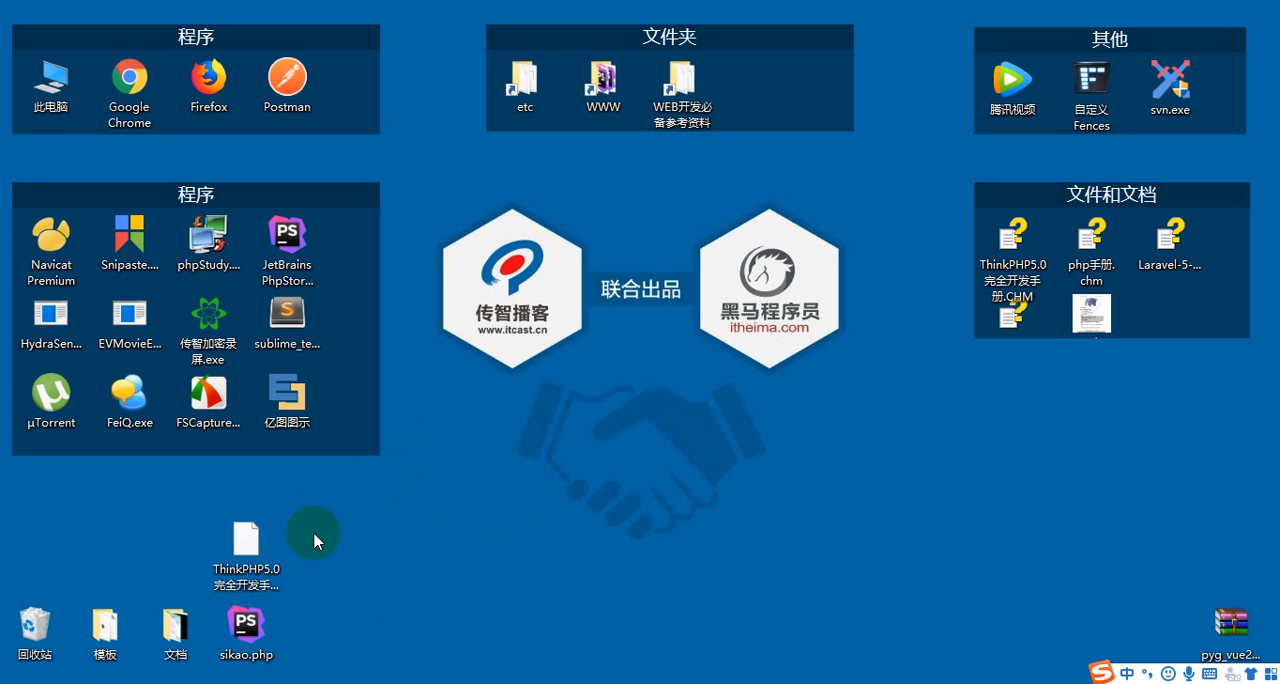 程序
此电脑
Google
Chrome
Firefox
Postman
文件夹
etc
WWW
WEB开发必
备参考资料
其他
腾讯视频
自定义
Fences
svn.exe
程序
Navicat
Premium
Snipaste....
phpStudy....
PS
JetBrains
PhpStor...
HydraSen...
EVMovieE...
传智加密录
屏.exe
sublime_te...
µTorrent
FeiQ.exe
FSCapture...
亿图图示
传智播客
www.itcast.cn
联合出品
黑马程序员
itheima.com
文件和文档
ThinkPHP5.0
完全开发手
册.CHM
php手册.
chm
Laravel-5-...
ThinkPHP5.0
完全开发手...
回收站
模板
文档
PS
sikao.php
pyg_vue2...
中